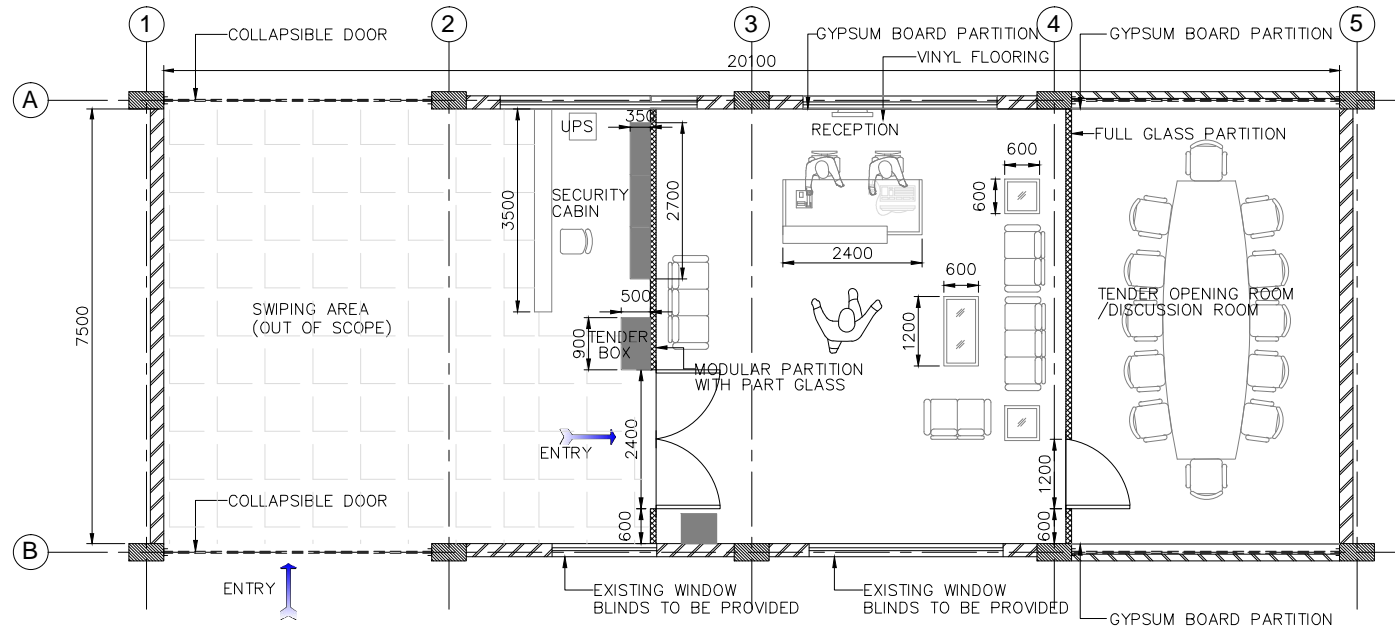 1
2
3
4
5
COLLAPSIBLE DOOR
GYPSUM BOARD PARTITION
GYPSUM BOARD PARTITION
VINYL FLOORING
20100
A
350
UPS
RECEPTION
FULL GLASS PARTITION
600
600
SECURITY
CABIN
3500
2700
2400
600
500
SWIPING AREA
(OUT OF SCOPE)
TENDER OPENING ROOM
/DISCUSSION ROOM
7500
900
TENDER
BOX
1200
MODULAR PARTITION
WITH PART GLASS
2400
ENTRY
1200
COLLAPSIBLE DOOR
600
600
B
ENTRY
EXISTING WINDOW
BLINDS TO BE PROVIDED
EXISTING WINDOW
BLINDS TO BE PROVIDED
GYPSUM BOARD PARTITION